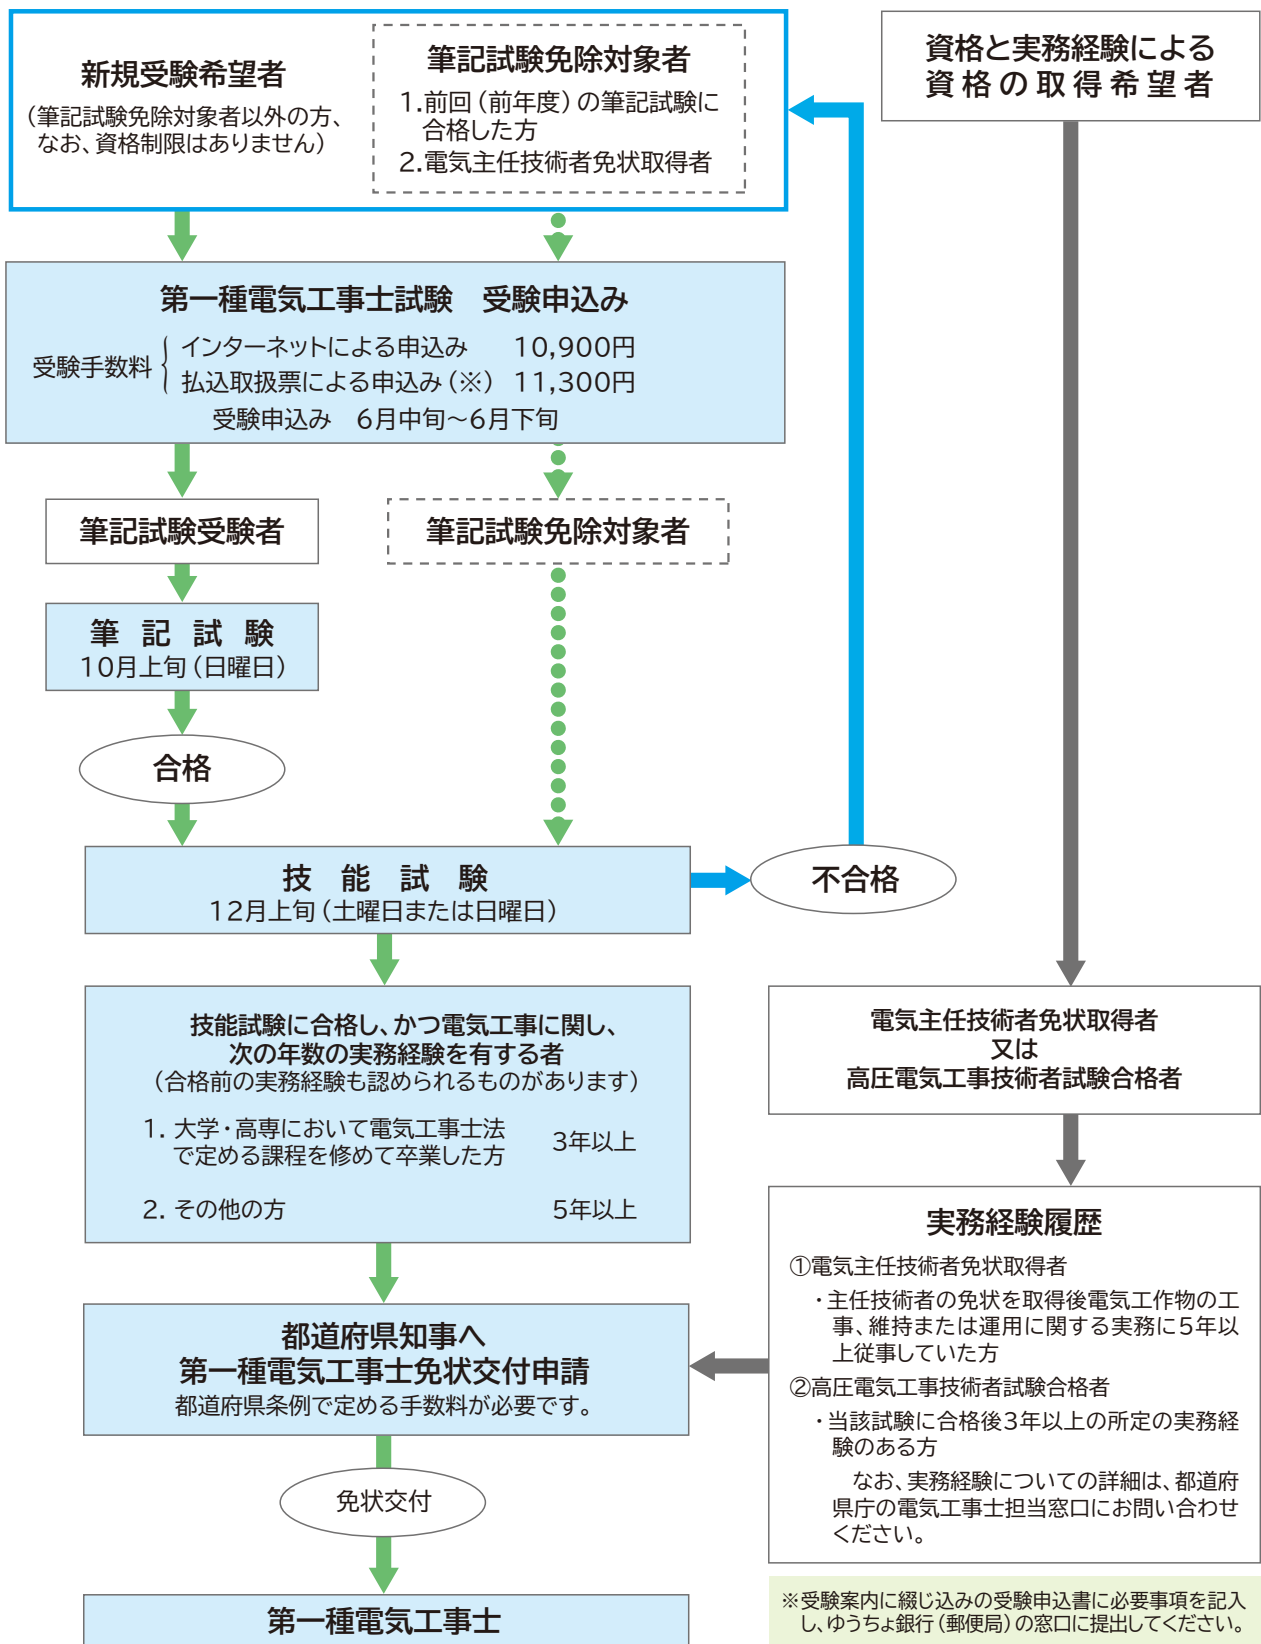 新規受験希望者
(筆記試験免除対象者以外の方、
なお、資格制限はありません)
筆記試験免除対象者
1.前回(前年度)の筆記試験に
合格した方
2.電気主任技術者免状取得者
資格と実務経験による
資格の取得希望者
第一種電気工事士試験 受験申込み
受験手数料
インターネットによる申込み 10,900円
払込取扱票による申込み(※) 11,300円
受験申込み 6月中旬~6月下旬
筆記試験受験者
筆記試験免除対象者
筆記試験
10月上旬(日曜日)
合格
技能試験
12月上旬(土曜日または日曜日)
不合格
技能試験に合格し、かつ電気工事に関し、
次の年数の実務経験を有する者
(合格前の実務経験も認められるものがあります)
1. 大学・高専において電気工事士法
で定める課程を修めて卒業した方 3年以上
2. その他の方 5年以上
電気主任技術者免状取得者
又は
高圧電気工事技術者試験合格者
実務経験履歴
①電気主任技術者免状取得者
・主任技術者の免状を取得後電気工作物の工
事、維持または運用に関する実務に5年以
上従事していた方
②高圧電気工事技術者試験合格者
・当該試験に合格後3年以上の所定の実務経
験のある方
なお、実務経験についての詳細は、都道府
県庁の電気工事士担当窓口にお問い合わせ
ください。
都道府県知事へ
第一種電気工事士免状交付申請
都道府県条例で定める手数料が必要です。
免状交付
第一種電気工事士
※受験案内に綴じ込みの受験申込書に必要事項を記入
し、ゆうちょ銀行(郵便局)の窓口に提出してください。